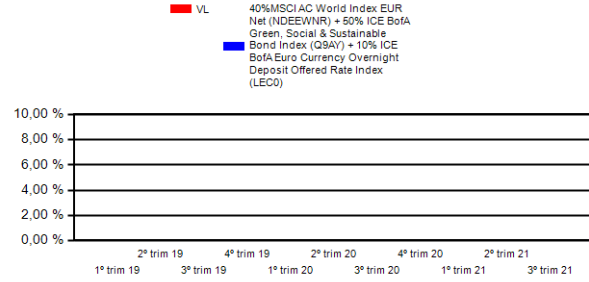 VL
40%MSCI AC World Index EUR
Net (NDEEWNR) + 50% ICE BofA
Green, Social & Sustainable
Bond Index (Q9AY) + 10% ICE
BofA Euro Currency Overnight
Deposit Offered Rate Index
(LEC0)
10,00 %
8,00 %
6,00 %
4,00 %
2,00 %
0,00 %
2º trim 19 4º trim 19 2º trim 20 4º trim 20 2º trim 21
1º trim 19 3º trim 19 1º trim 20 3º trim 20 1º trim 21 3º trim 21